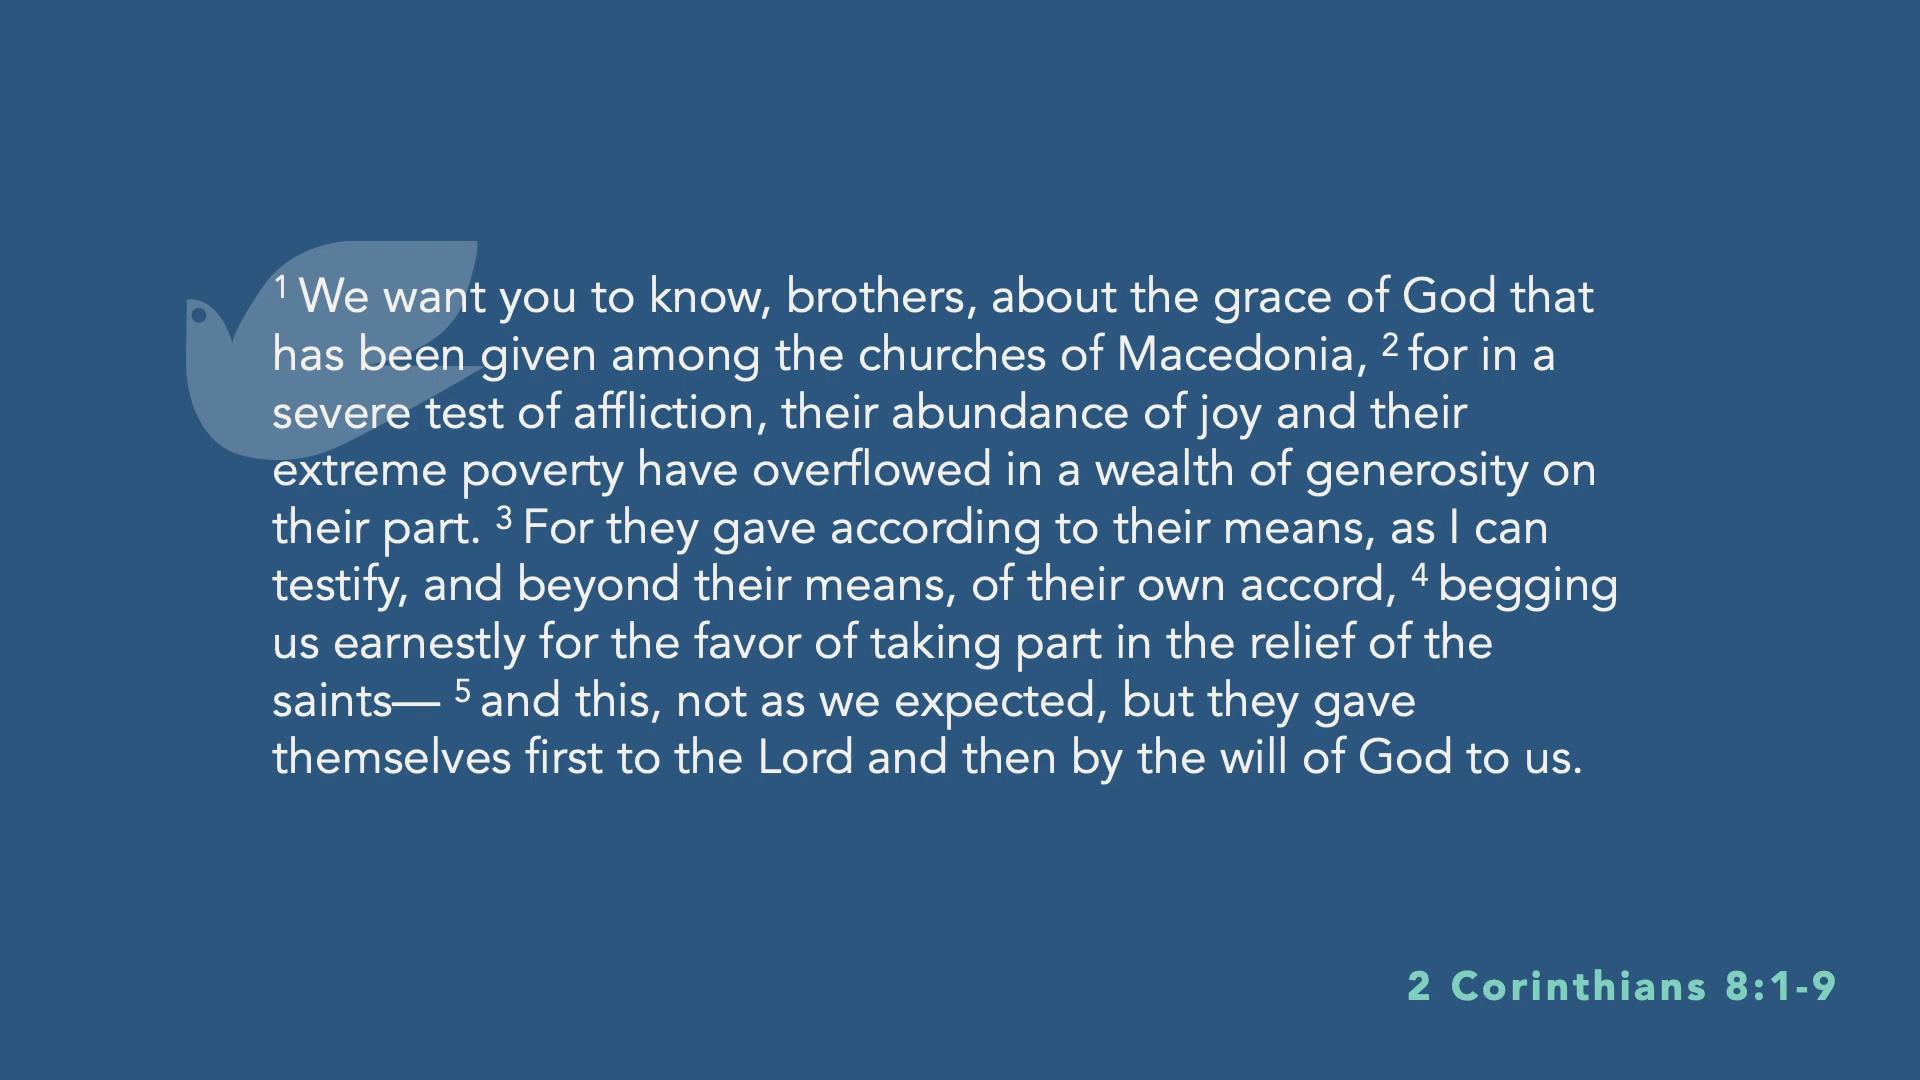 1 We want you to know, brothers, about the grace of God that
has been given among the churches of Macedonia, 2 for in a
severe test of affliction, their abundance of joy and their
extreme poverty have overflowed in a wealth of generosity on
their part. 3 For they gave according to their means, as I can
testify, and beyond their means, of their own accord, 4 begging
us earnestly for the favor of taking part in the relief of the
saints— 5 and this, not as we expected, but they gave
themselves first to the Lord and then by the will of God to us.
2 Corinthians 8:1-9